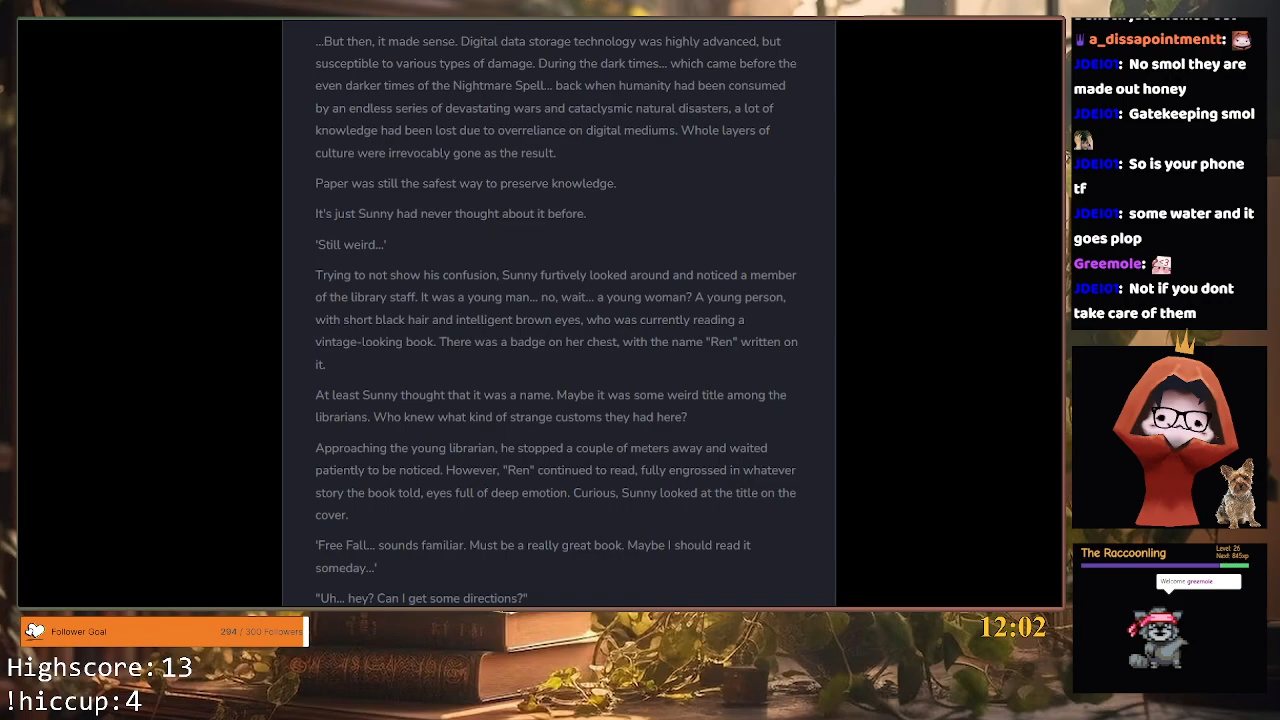 ...But then, it made sense. Digital data storage technology was highly advanced, but
susceptible to various types of damage. During the dark times... which came before the
even darker times of the Nightmare Spell... back when humanity had been consumed
by an endless series of devastating wars and cataclysmic natural disasters, a lot of
knowledge had been lost due to overreliance on digital mediums. Whole layers of
culture were irrevocably gone as the result.
Paper was still the safest way to preserve knowledge.
It's just Sunny had never thought about it before.
'Still weird...'
Trying to not show his confusion, Sunny furtively looked around and noticed a member
of the library staff. It was a young man... no, wait... a young woman? A young person,
with short black hair and intelligent brown eyes, who was currently reading a
vintage-looking book. There was a badge on her chest, with the name "Ren" written on
it.
At least Sunny thought that it was a name. Maybe it was some weird title among the
librarians. Who knew what kind of strange customs they had here?
Approaching the young librarian, he stopped a couple of meters away and waited
patiently to be noticed. However, "Ren" continued to read, fully engrossed in whatever
story the book told, eyes full of deep emotion. Curious, Sunny looked at the title on the
cover.
'Free Fall... sounds familiar. Must be a really great book. Maybe I should read it
someday...'
"Uh... hey? Can I get some directions?"
a_dissapointmentt:
JDEI01: No smol they are
made out honey
JDEI01: Gatekeeping smol
JDEI01: So is your phone
tf
JDEI01: some water and it
goes plop
Greemole:
JDEI01: Not if you dont
take care of them
The Raccoonling
Level: 26
Next: 845xp
Welcome greemole
Follower Goal
294 / 300 Followers
12:02
Highscore:13
!hiccup:4